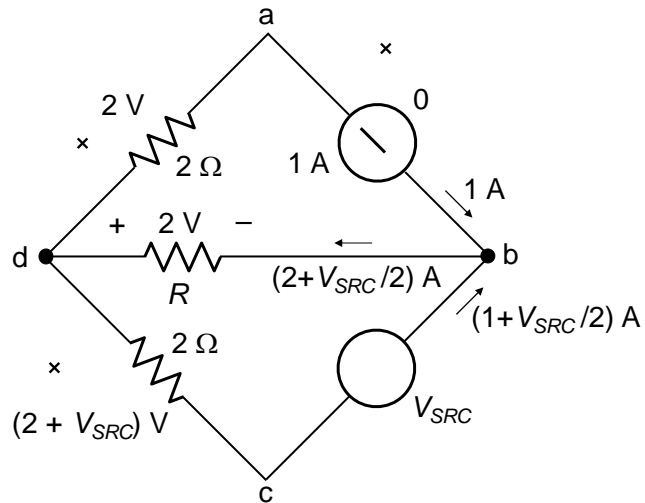 a
×
2 V
0
×
2 Ω
1 A
1 A
+ 2 V −
d
b
R
(2+V_SRC/2) A
(1+V_SRC/2) A
2 Ω
×
(2 + V_SRC) V
V_SRC
c